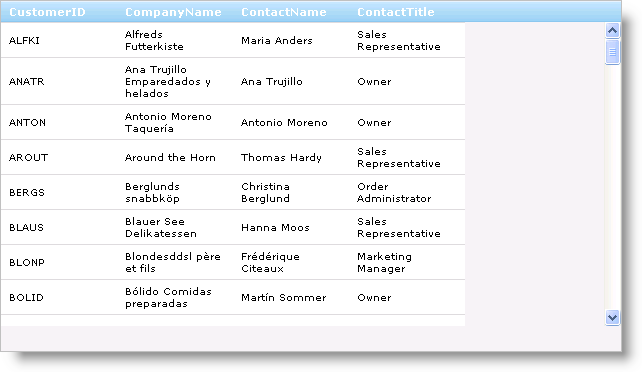 CustomerID CompanyName ContactName ContactTitle
ALFKI Alfreds Futterkiste Maria Anders Sales Representative
ANATR Ana Trujillo Emparedados y helados Ana Trujillo Owner
ANTON Antonio Moreno Taquería Antonio Moreno Owner
AROUT Around the Horn Thomas Hardy Sales Representative
BERGS Berglunds snabbköp Christina Berglund Order Administrator
BLAUS Blauer See Delikatessen Hanna Moos Sales Representative
BLONP Blondesddsl père et fils Frédérique Citeaux Marketing Manager
BOLID Bólido Comidas preparadas Martín Sommer Owner